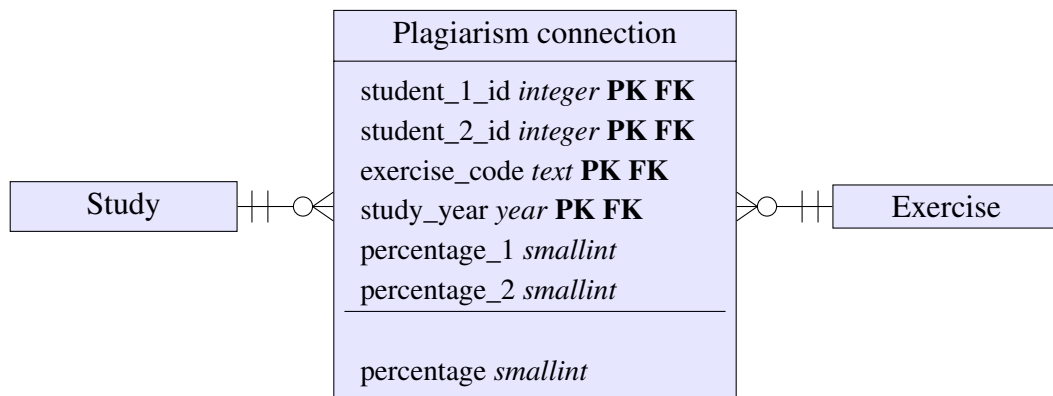 Plagiarism connection
student_1_id integer PK FK
student_2_id integer PK FK
exercise_code text PK FK
study_year year PK FK
percentage_1 smallint
percentage_2 smallint
percentage smallint
Study
Exercise